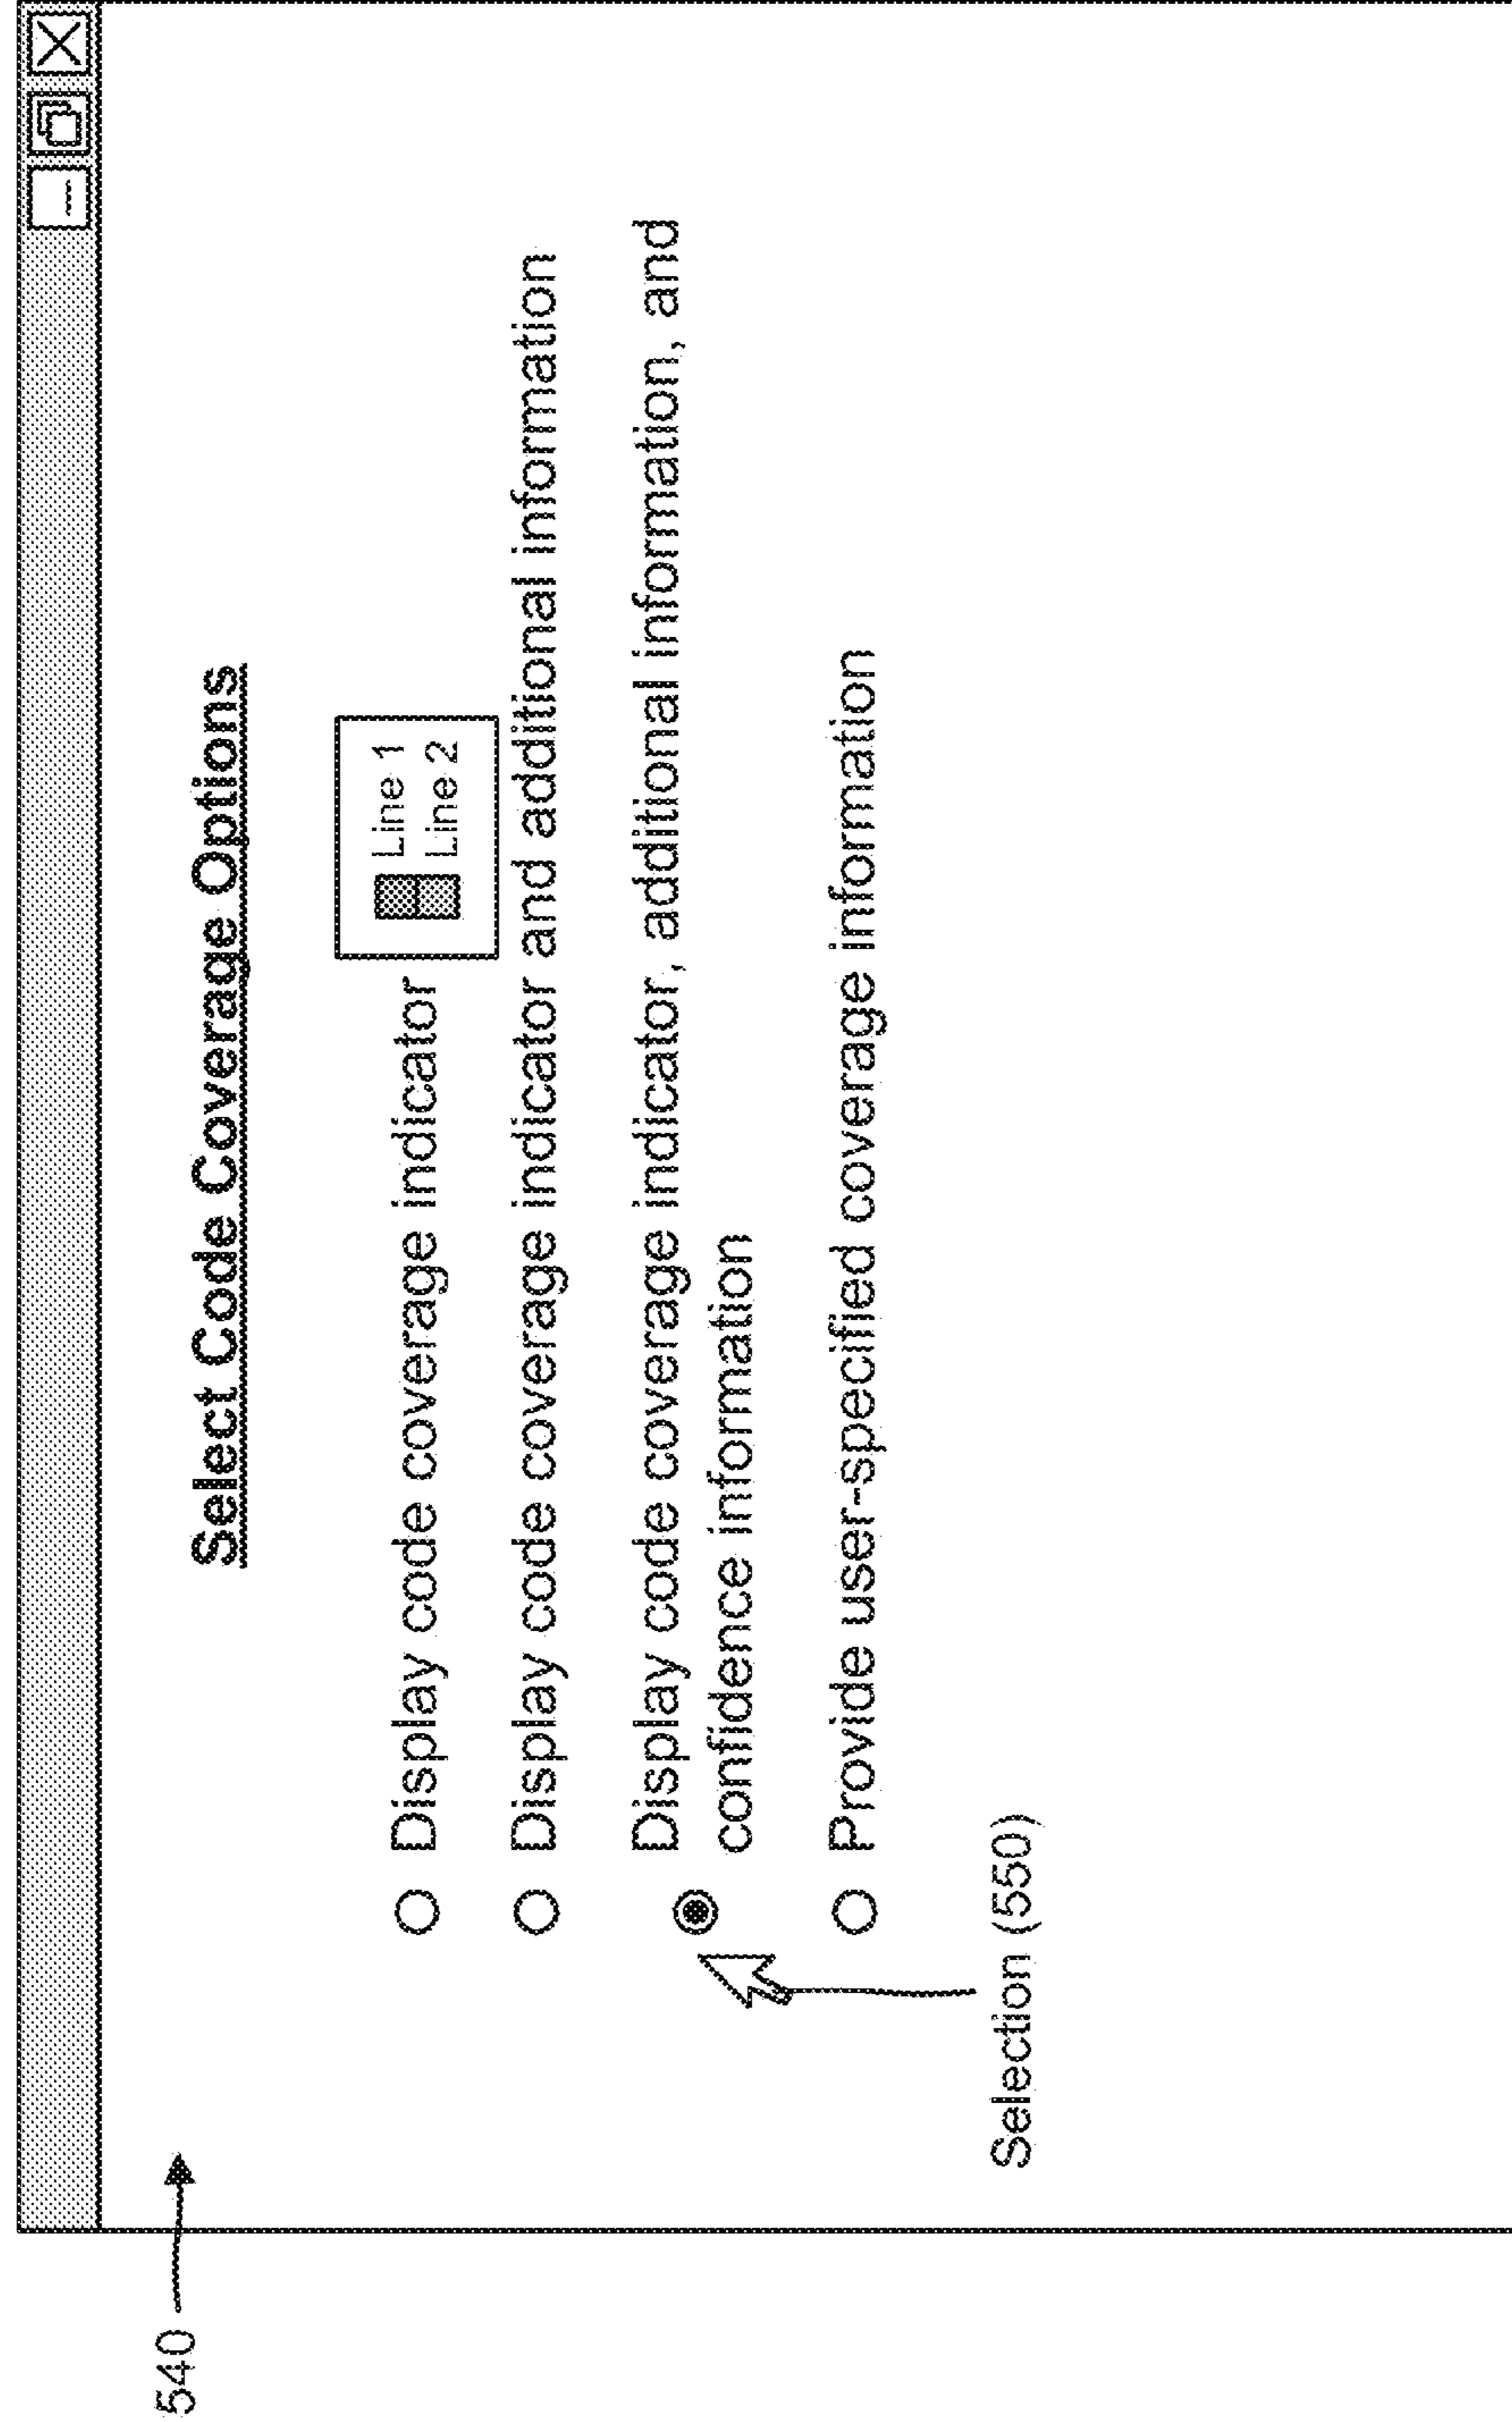 540
Select Code Coverage Options
Display code coverage indicator
Line 1
Line 2
Display code coverage indicator and additional information
Display code coverage indicator, additional information, and
confidence information
Provide user-specified coverage information
Selection (550)